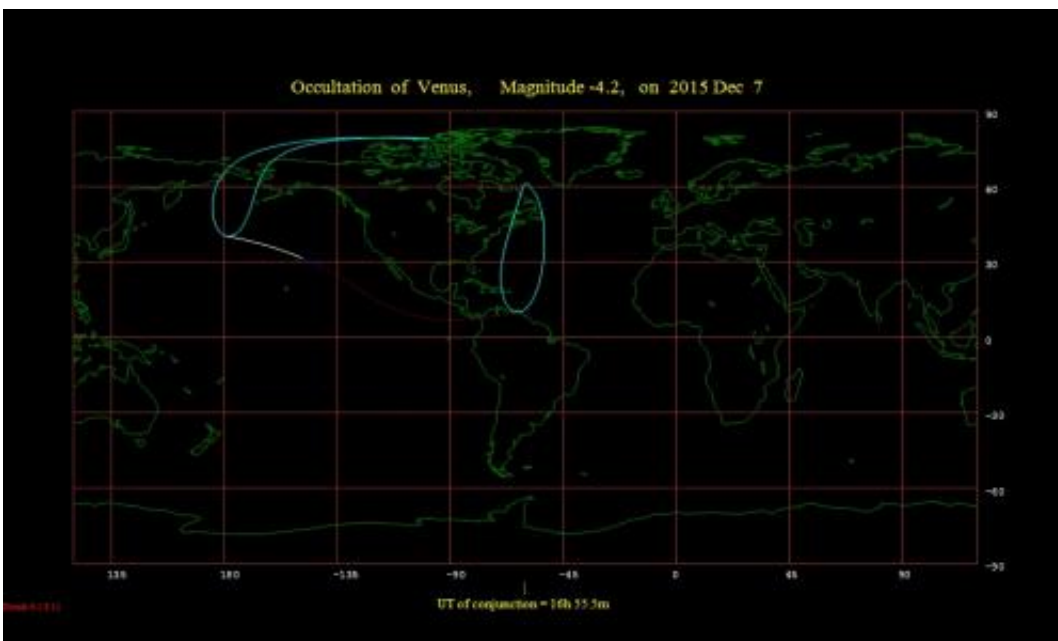 Occultation of Venus, Magnitude -4.2, on 2015 Dec 7
90
60
30
0
-30
-60
-90
135 180 -135 -90 -45 0 45 90
UT of conjunction = 16h 55.5m